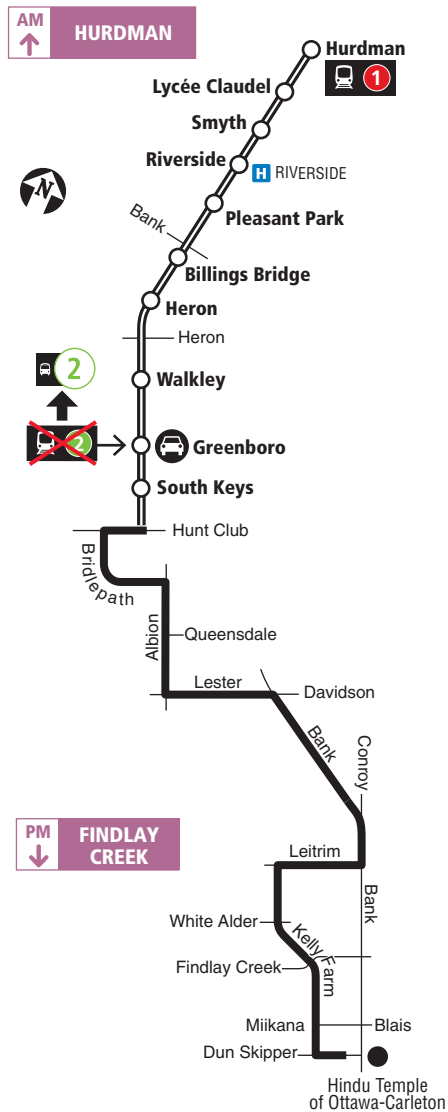 AM
HURDMAN
Hurdman
1
Lycée Claudel
Smyth
Riverside
H RIVERSIDE
N
Pleasant Park
Bank
Billings Bridge
Heron
Heron
2
Walkley
2
Greenboro
South Keys
Hunt Club
Bridlepath
Albion
Queensdale
Lester
Davidson
Bank
Conroy
PM
FINDLAY
CREEK
Leitrim
Bank
White Alder
Kelly Farm
Findlay Creek
Miikana
Blais
Dun Skipper
Hindu Temple
of Ottawa-Carleton